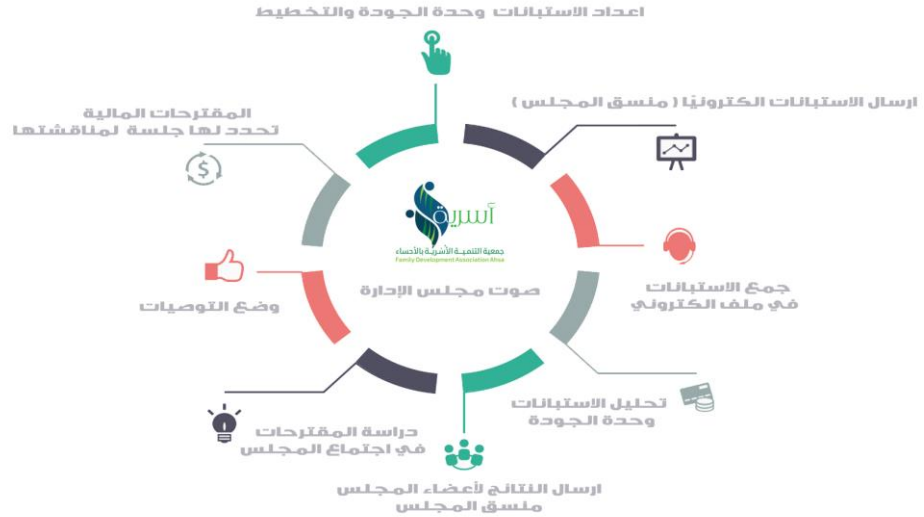 اعداد الاستبانات وحدة الجودة والتخطيط
ارسال الاستبانات الكترونيًا ( منسق المجلس )
جمع الاستبانات
في ملف الكتروني
تحليل الاستبانات
وحدة الجودة
ارسال النتائج لأعضاء المجلس
منسق المجلس
دراسة المقترحات
في اجتماع المجلس
وضع التوصيات
المقترحات المالية
تحدد لها جلسة لمناقشتها
$
آسرية
جمعية التنميـة الأسـريـة بالأحساء
Family Development Association Ahsa
صوت مجلس الإدارة